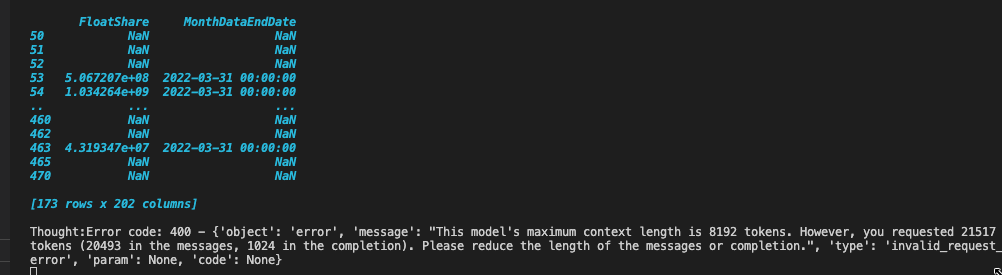 FloatShare MonthDataEndDate
50 NaN NaN
51 NaN NaN
52 NaN NaN
53 5.067207e+08 2022-03-31 00:00:00
54 1.034264e+09 2022-03-31 00:00:00
.. ... ...
460 NaN NaN
462 NaN NaN
463 4.319347e+07 2022-03-31 00:00:00
465 NaN NaN
470 NaN NaN
[173 rows x 202 columns]
Thought:Error code: 400 - {'object': 'error', 'message': "This model's maximum context length is 8192 tokens. However, you requested 21517
tokens (20493 in the messages, 1024 in the completion). Please reduce the length of the messages or completion.", 'type': 'invalid_request_
error', 'param': None, 'code': None}